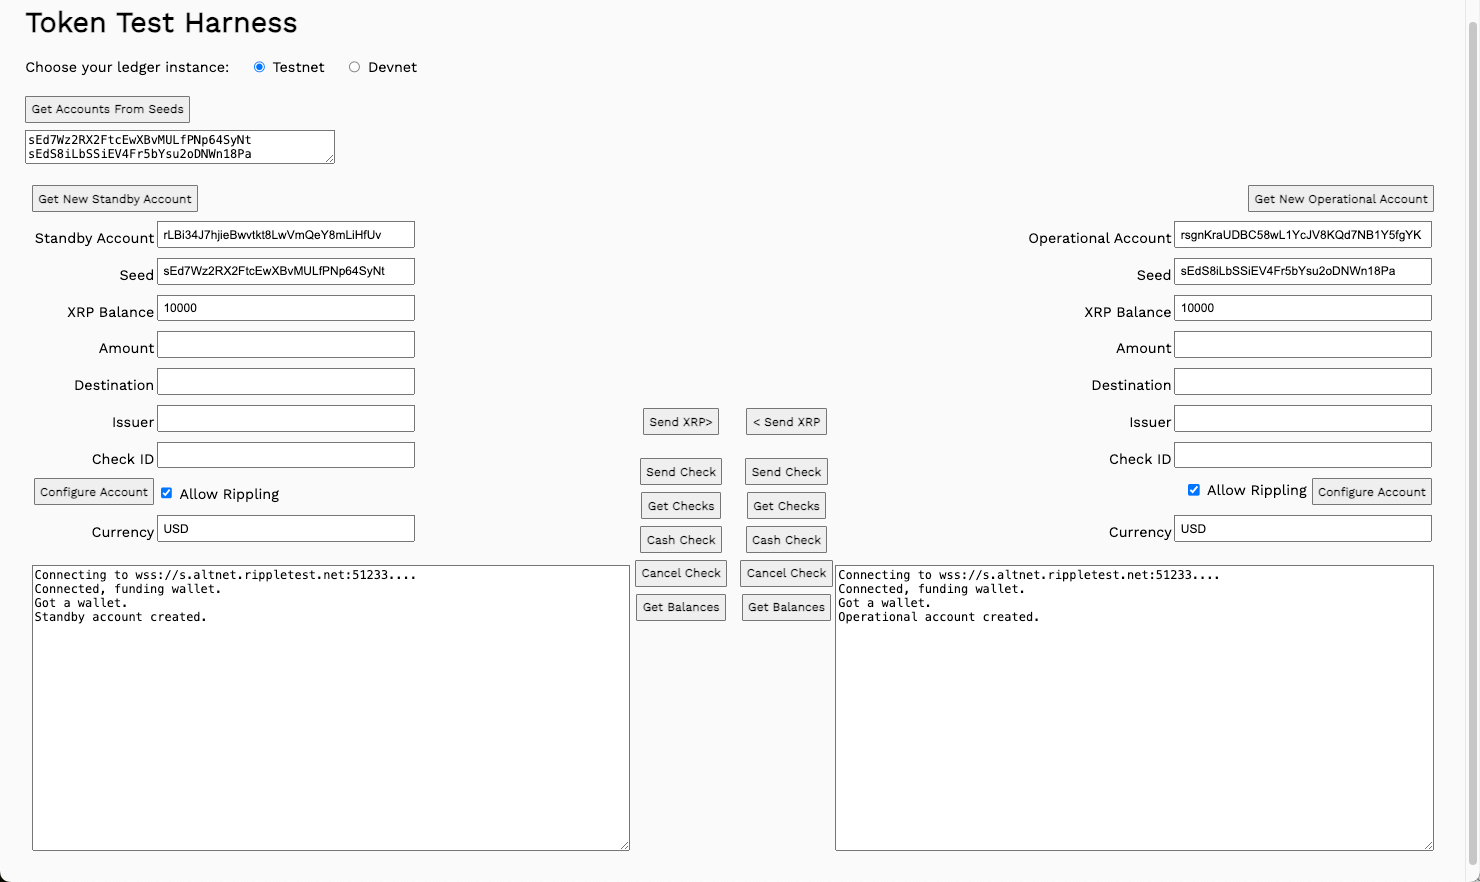 Token Test Harness
Choose your ledger instance: Testnet Devnet
Get Accounts From Seeds
sEd7Wz2RX2FtcEwXBvMULfPNp64SyNt
sEdS8iLbSSiEV4Fr5bYsu2oDNWn18Pa
Get New Standby Account
Standby Account rLBi34J7hjieBwvtkt8LwVmQeY8mLiHfUv
Seed sEd7Wz2RX2FtcEwXBvMULfPNp64SyNt
XRP Balance 10000
Amount
Destination
Issuer
Check ID
Configure Account Allow Rippling
Currency USD
Connecting to wss://s.altnet.rippletest.net:51233....
Connected, funding wallet.
Got a wallet.
Standby account created.
Send XRP> < Send XRP
Send Check Send Check
Get Checks Get Checks
Cash Check Cash Check
Cancel Check Cancel Check
Get Balances Get Balances
Get New Operational Account
Operational Account rsgnKraUDBC58wL1YcJV8KQd7NB1Y5fgYK
Seed sEdS8iLbSSiEV4Fr5bYsu2oDNWn18Pa
XRP Balance 10000
Amount
Destination
Issuer
Check ID
Allow Rippling Configure Account
Currency USD
Connecting to wss://s.altnet.rippletest.net:51233....
Connected, funding wallet.
Got a wallet.
Operational account created.